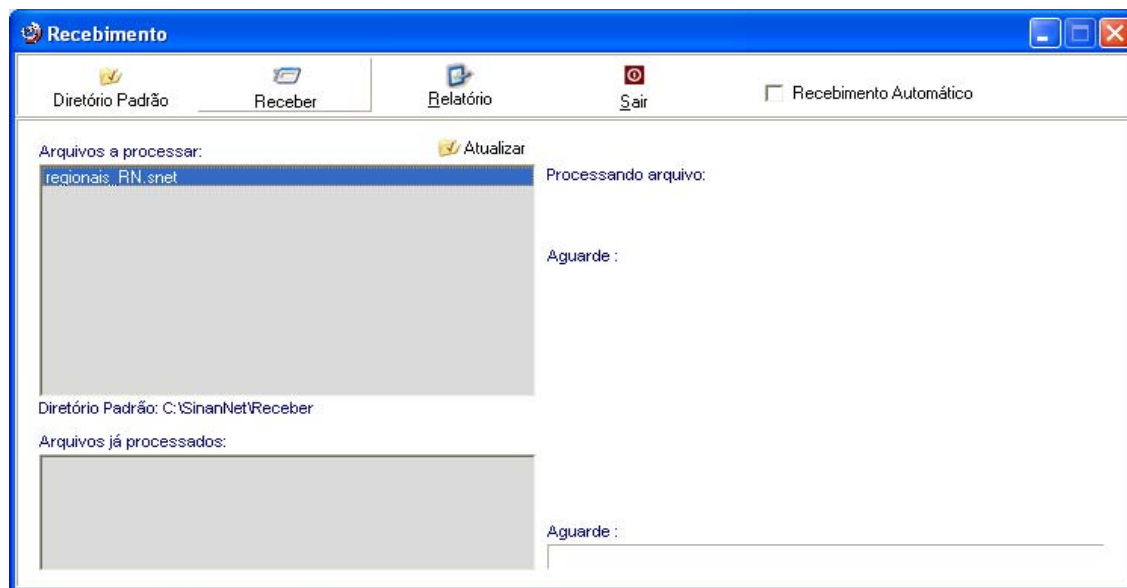 Recebimento
Diretório Padrão
Receber
Relatório
Sair
Recebimento Automático
Arquivos a processar:
Atualizar
regionais_RN.snet
Processando arquivo:
Aguarde :
Diretório Padrão: C:\SinanNet\Receber
Arquivos já processados:
Aguarde :